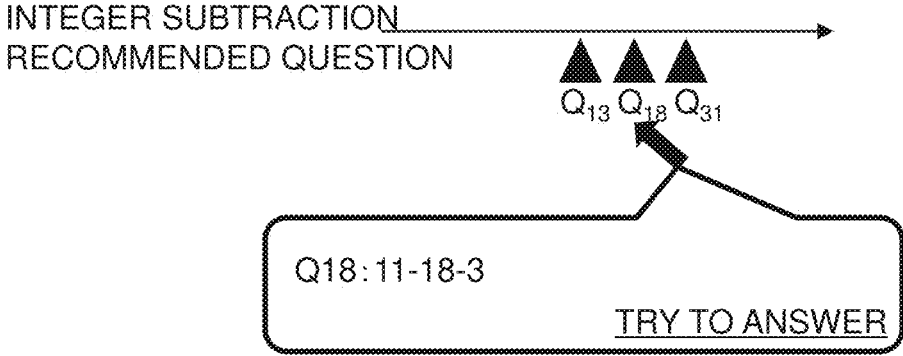 INTEGER SUBTRACTION
RECOMMENDED QUESTION
Q13 Q18 Q31
Q18:11-18-3
TRY TO ANSWER